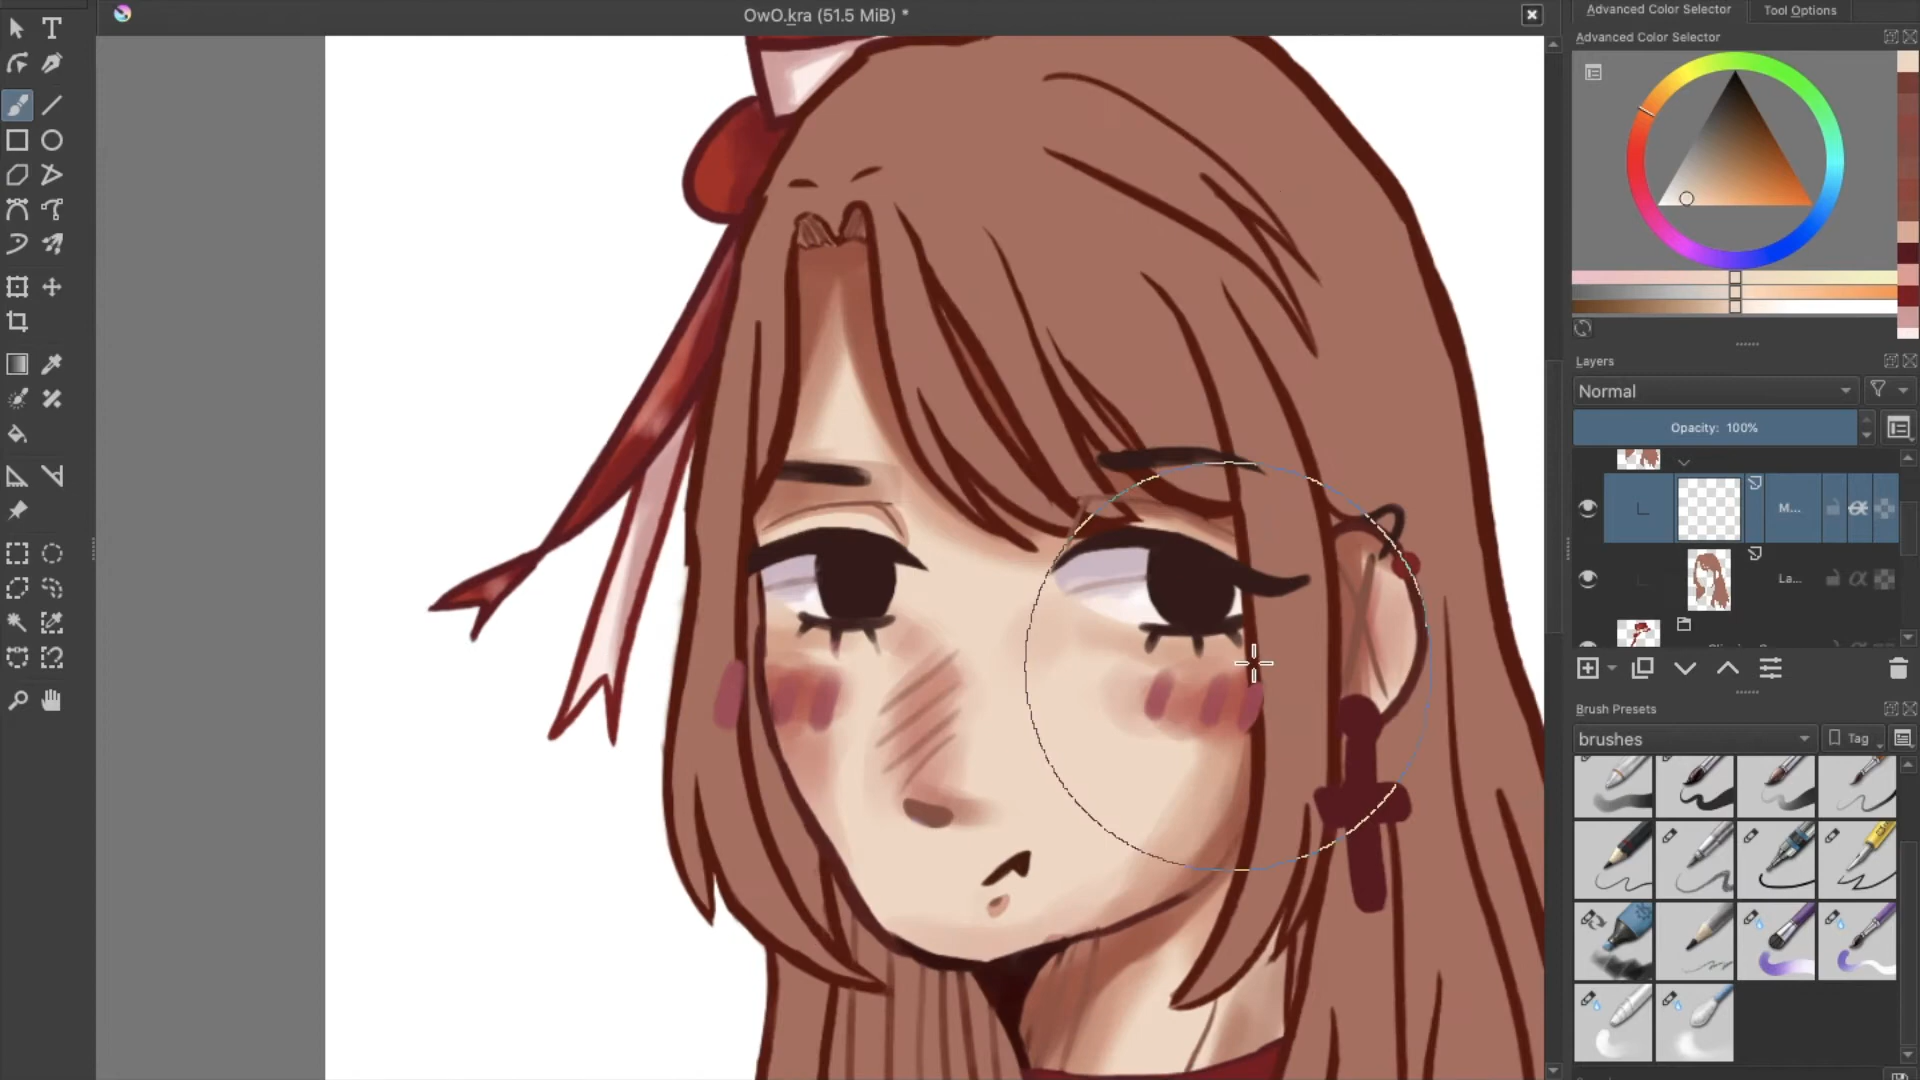 OwO.kra (51.5 MiB) *
Advanced Color Selector
Tool Options
Advanced Color Selector
Layers
Normal
Opacity: 100%
M...
La...
Brush Presets
brushes
Tag